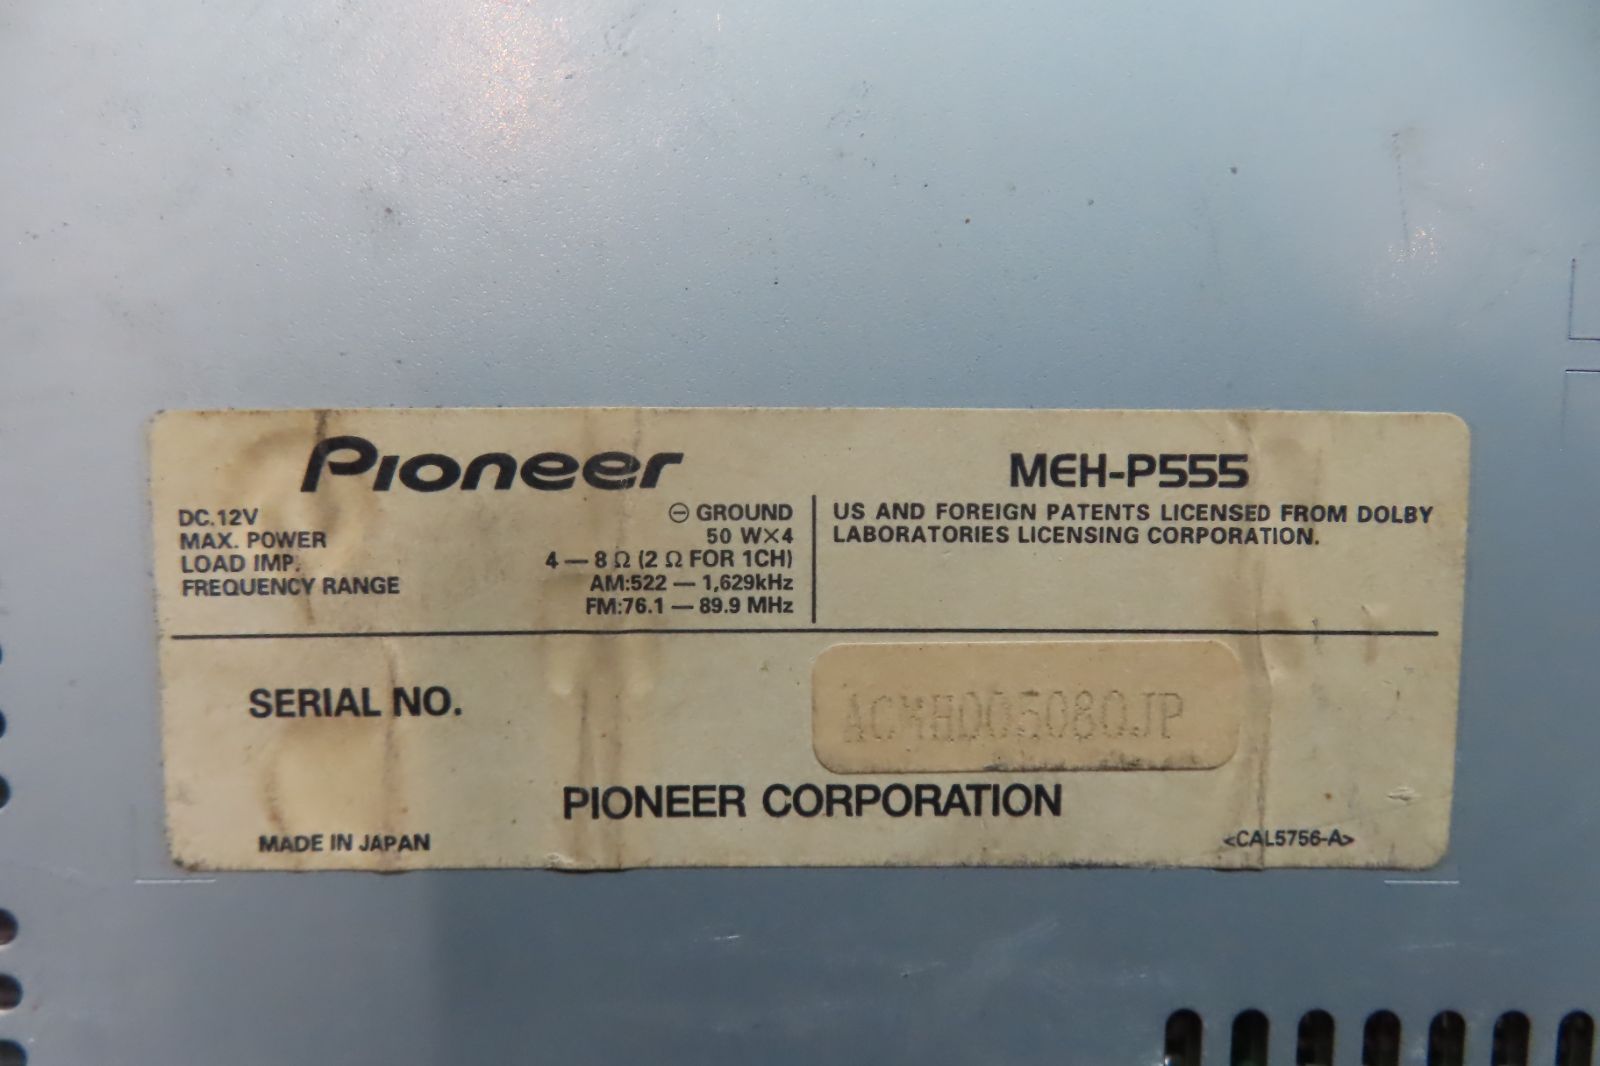 Pioneer
MEH-P555
DC.12V ⊖ GROUND
MAX. POWER 50 W×4
LOAD IMP. 4 — 8 Ω (2 Ω FOR 1CH)
FREQUENCY RANGE AM:522 — 1,629kHz
FM:76.1 — 89.9 MHz
US AND FOREIGN PATENTS LICENSED FROM DOLBY
LABORATORIES LICENSING CORPORATION.
SERIAL NO. ACMH005080JP
PIONEER CORPORATION
MADE IN JAPAN
<CAL5756-A>